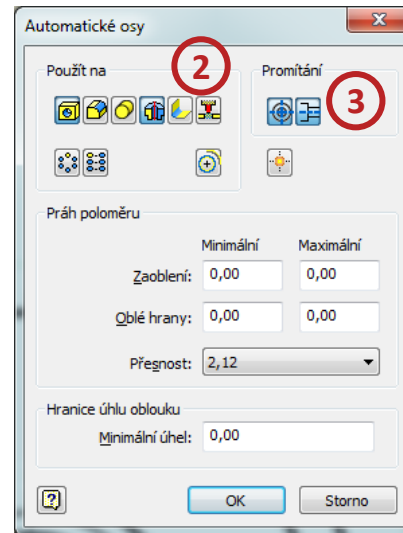 Automatické osy
Použít na
2
Promítání
3
Práh poloměru
Minimální Maximální
Zaoblení: 0,00 0,00
Oblé hrany: 0,00 0,00
Přesnost: 2,12
Hranice úhlu oblouku
Minimální úhel: 0,00
OK Storno